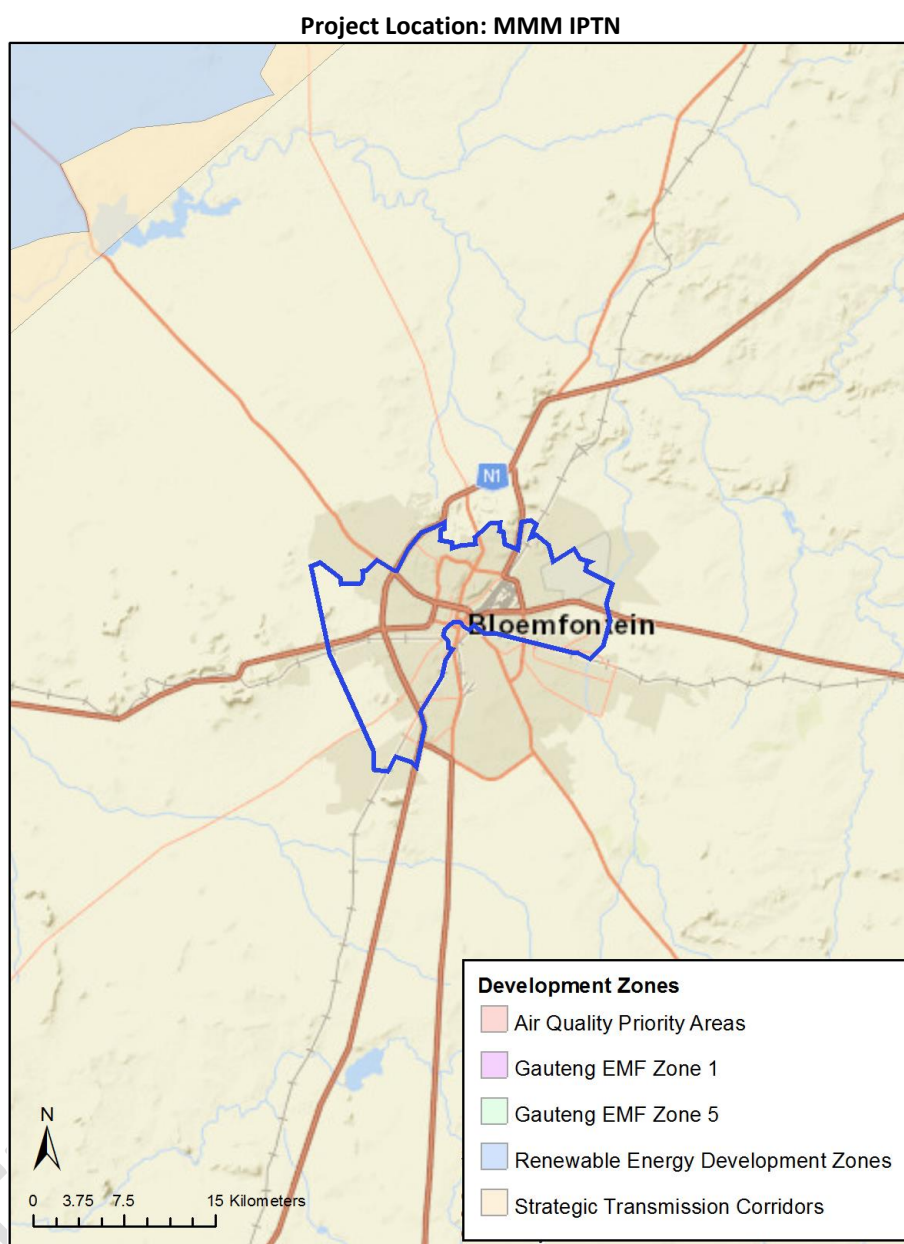 Project Location: MMM IPTN
N1
Bloemfontein
Development Zones
Air Quality Priority Areas
Gauteng EMF Zone 1
Gauteng EMF Zone 5
Renewable Energy Development Zones
Strategic Transmission Corridors
N
0 3.75 7.5 15 Kilometers